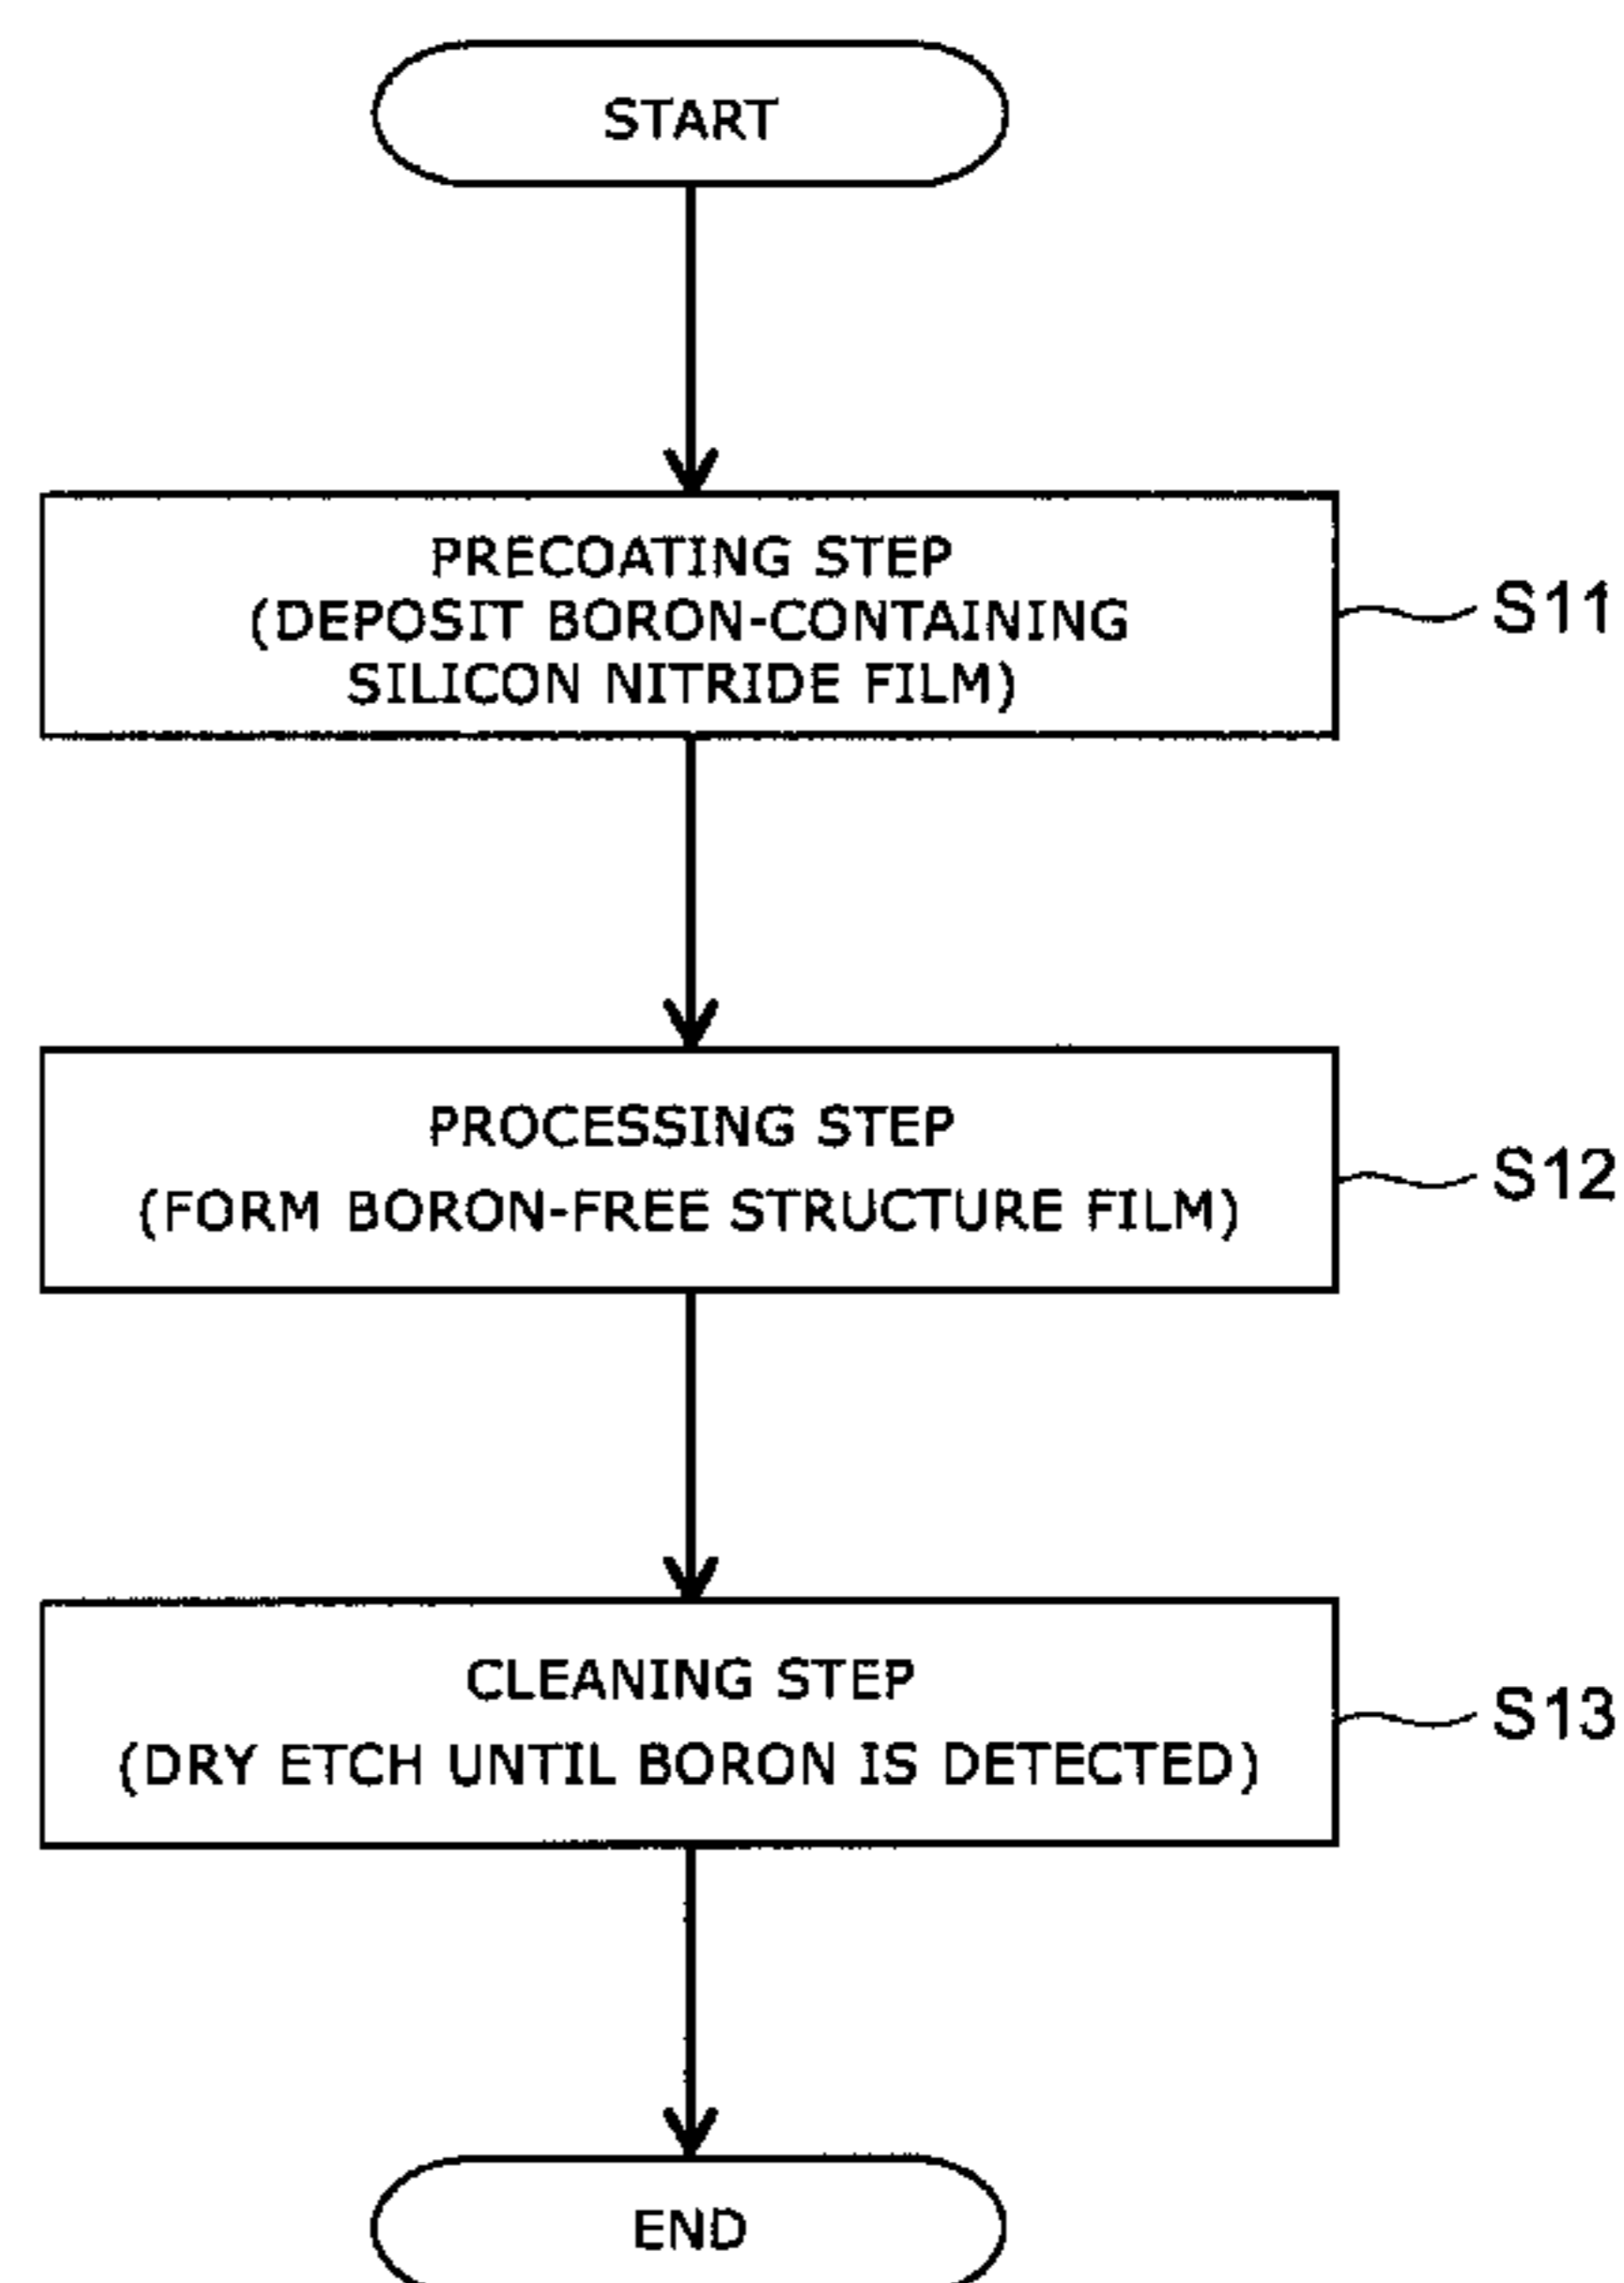 START
PRECOATING STEP
(DEPOSIT BORON-CONTAINING
SILICON NITRIDE FILM)
S11
PROCESSING STEP
(FORM BORON-FREE STRUCTURE FILM)
S12
CLEANING STEP
(DRY ETCH UNTIL BORON IS DETECTED)
S13
END